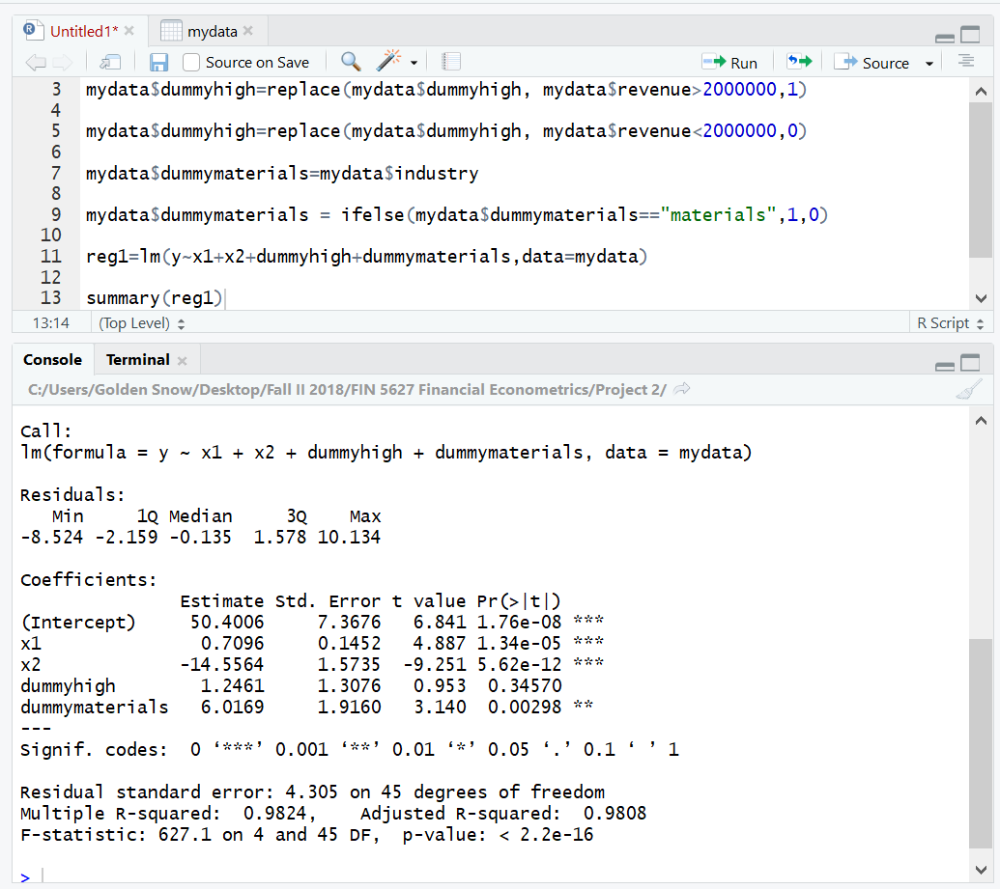 Untitled1* mydata
Source on Save Run Source
3 mydata$dummyhigh=replace(mydata$dummyhigh, mydata$revenue>2000000,1)
4
5 mydata$dummyhigh=replace(mydata$dummyhigh, mydata$revenue<2000000,0)
6
7 mydata$dummymaterials=mydata$industry
8
9 mydata$dummymaterials = ifelse(mydata$dummymaterials=="materials",1,0)
10
11 reg1=lm(y~x1+x2+dummyhigh+dummymaterials,data=mydata)
12
13 summary(reg1)
13:14 (Top Level) R Script
Console Terminal
C:/Users/Golden Snow/Desktop/Fall II 2018/FIN 5627 Financial Econometrics/Project 2/
Call:
lm(formula = y ~ x1 + x2 + dummyhigh + dummymaterials, data = mydata)
Residuals:
Min 1Q Median 3Q Max
-8.524 -2.159 -0.135 1.578 10.134
Coefficients:
Estimate Std. Error t value Pr(>|t|)
(Intercept) 50.4006 7.3676 6.841 1.76e-08 ***
x1 0.7096 0.1452 4.887 1.34e-05 ***
x2 -14.5564 1.5735 -9.251 5.62e-12 ***
dummyhigh 1.2461 1.3076 0.953 0.34570
dummymaterials 6.0169 1.9160 3.140 0.00298 **
---
Signif. codes: 0 ‘***’ 0.001 ‘**’ 0.01 ‘*’ 0.05 ‘.’ 0.1 ‘ ’ 1
Residual standard error: 4.305 on 45 degrees of freedom
Multiple R-squared: 0.9824, Adjusted R-squared: 0.9808
F-statistic: 627.1 on 4 and 45 DF, p-value: < 2.2e-16
>